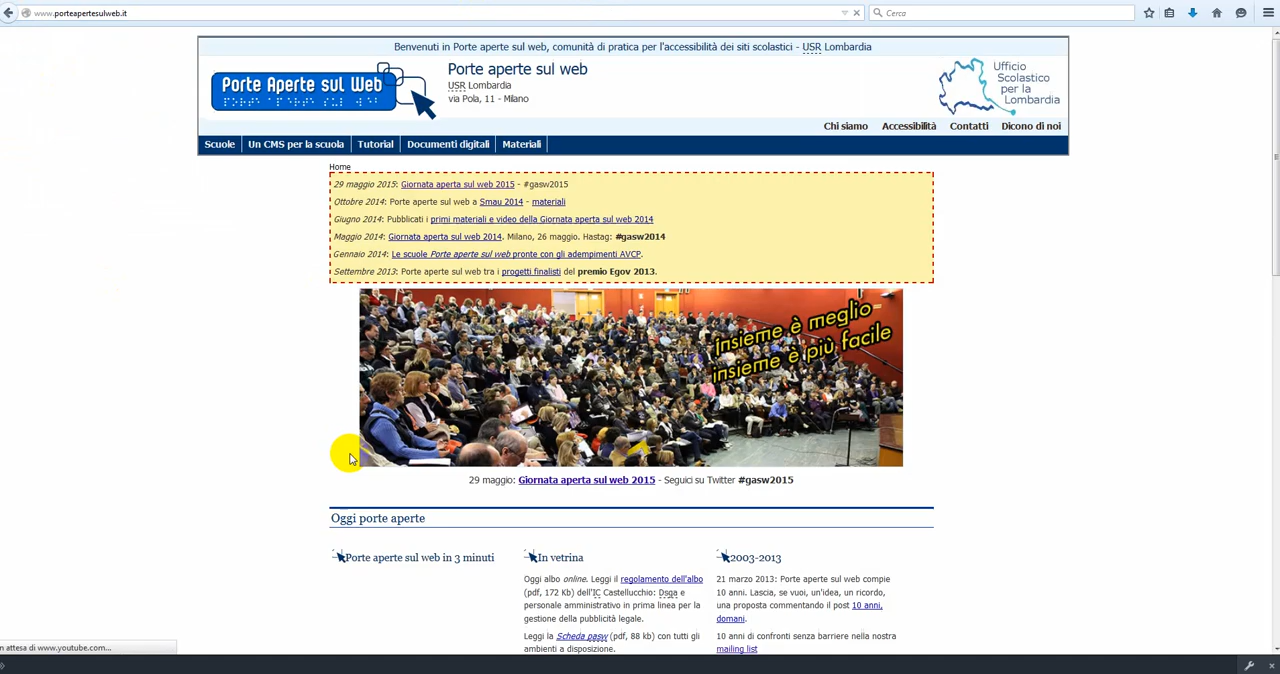 www.porteapertesulweb.it
Cerca
Benvenuti in Porte aperte sul web, comunità di pratica per l'accessibilità dei siti scolastici - USR Lombardia
Porte Aperte sul Web
Porte aperte sul web
USR Lombardia
via Pola, 11 - Milano
Ufficio
Scolastico
per la
Lombardia
Chi siamo Accessibilità Contatti Dicono di noi
Scuole Un CMS per la scuola Tutorial Documenti digitali Materiali
Home
29 maggio 2015: Giornata aperta sul web 2015 - #gasw2015
Ottobre 2014: Porte aperte sul web a Smau 2014 - materiali
Giugno 2014: Pubblicati i primi materiali e video della Giornata aperta sul web 2014
Maggio 2014: Giornata aperta sul web 2014. Milano, 26 maggio. Hastag: #gasw2014
Gennaio 2014: Le scuole Porte aperte sul web pronte con gli adempimenti AVCP.
Settembre 2013: Porte aperte sul web tra i progetti finalisti del premio Egov 2013.
Insieme è meglio
insieme è più facile
29 maggio: Giornata aperta sul web 2015 - Seguici su Twitter #gasw2015
Oggi porte aperte
Porte aperte sul web in 3 minuti
In vetrina
Oggi albo online. Leggi il regolamento dell'albo
(pdf, 172 Kb) dell'IC Castellucchio: Dsga e
personale amministrativo in prima linea per la
gestione della pubblicità legale.
Leggi la Scheda pasw (pdf, 88 kb) con tutti gli
ambienti a disposizione.
2003-2013
21 marzo 2013: Porte aperte sul web compie
10 anni. Lascia, se vuoi, un'idea, un ricordo,
una proposta commentando il post 10 anni,
domani.
10 anni di confronti senza barriere nella nostra
mailing list
n attesa di www.youtube.com...